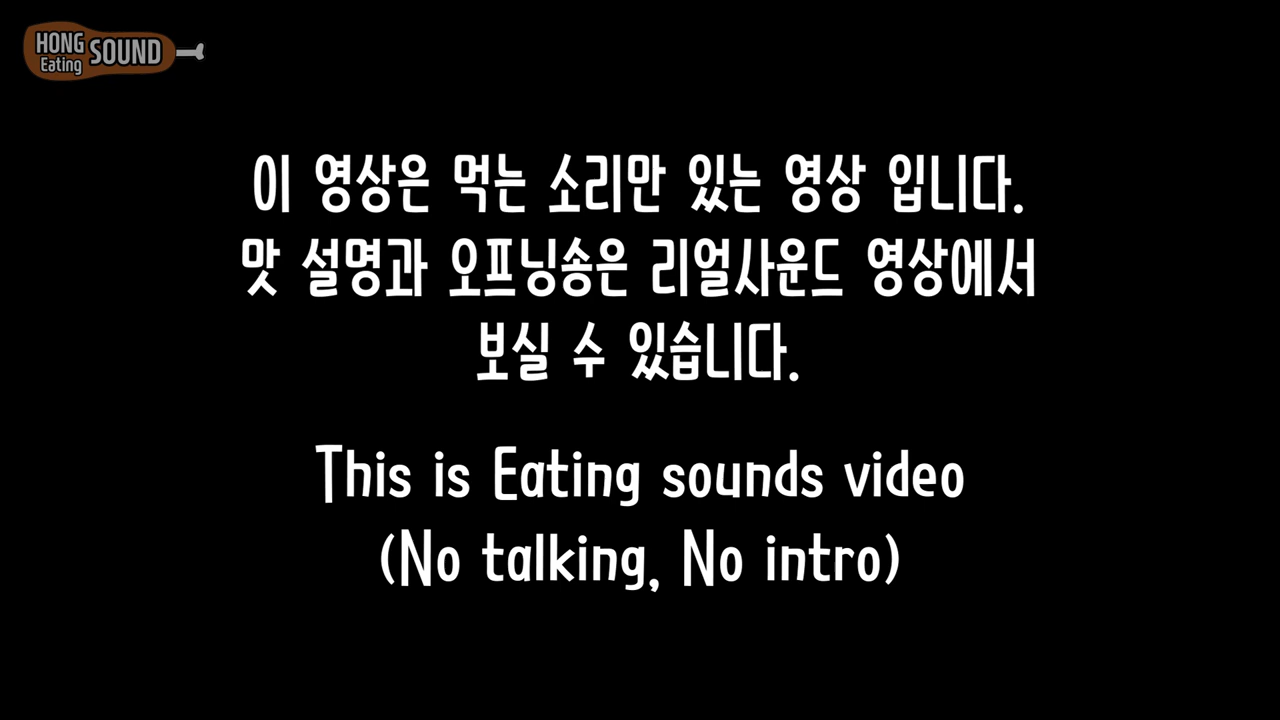 HONG
Eating SOUND
이 영상은 먹는 소리만 있는 영상 입니다.
맛 설명과 오프닝송은 리얼사운드 영상에서
보실 수 있습니다.
This is Eating sounds video
(No talking, No intro)